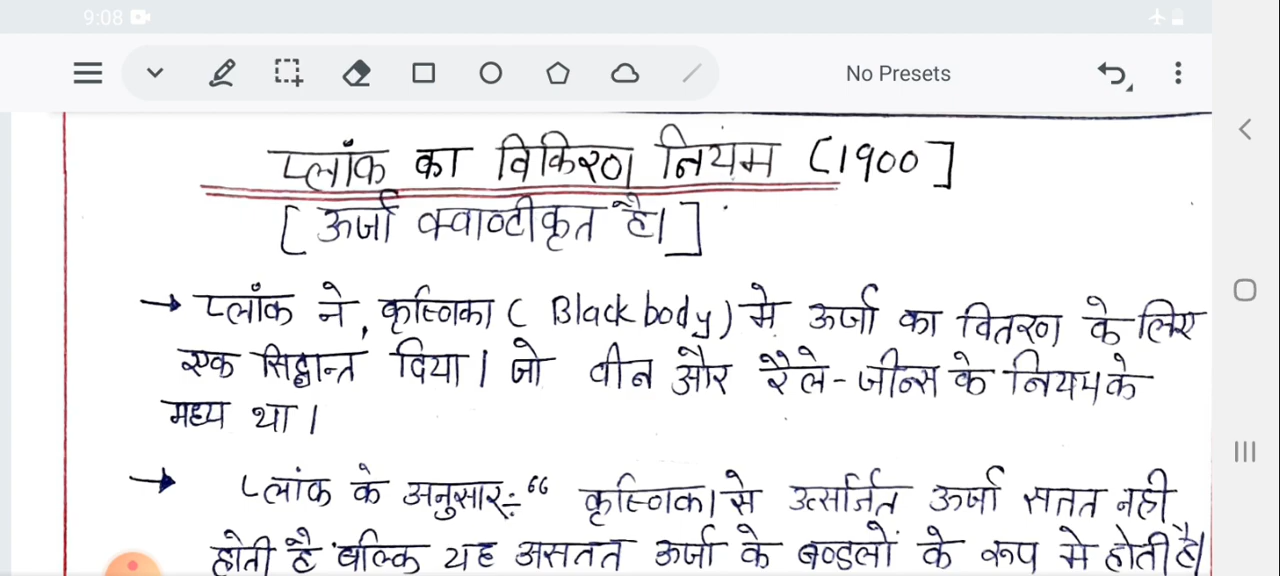 9:08
No Presets
प्लॉंक का विकिरण नियम [1900]
[ऊर्जा क्वाण्टीकृत है।]
→ प्लॉंक ने, कृष्णिका (Black body) में ऊर्जा का वितरण के लिए
एक सिद्धान्त दिया। जो वीन और रैले-जीन्स के नियम के
मध्य था।
→ प्लांक के अनुसार:- “ कृष्णिका से उत्सर्जित ऊर्जा सतत नही
होती है बल्कि यह असतत ऊर्जा के बण्डलों के रूप मे होती है।